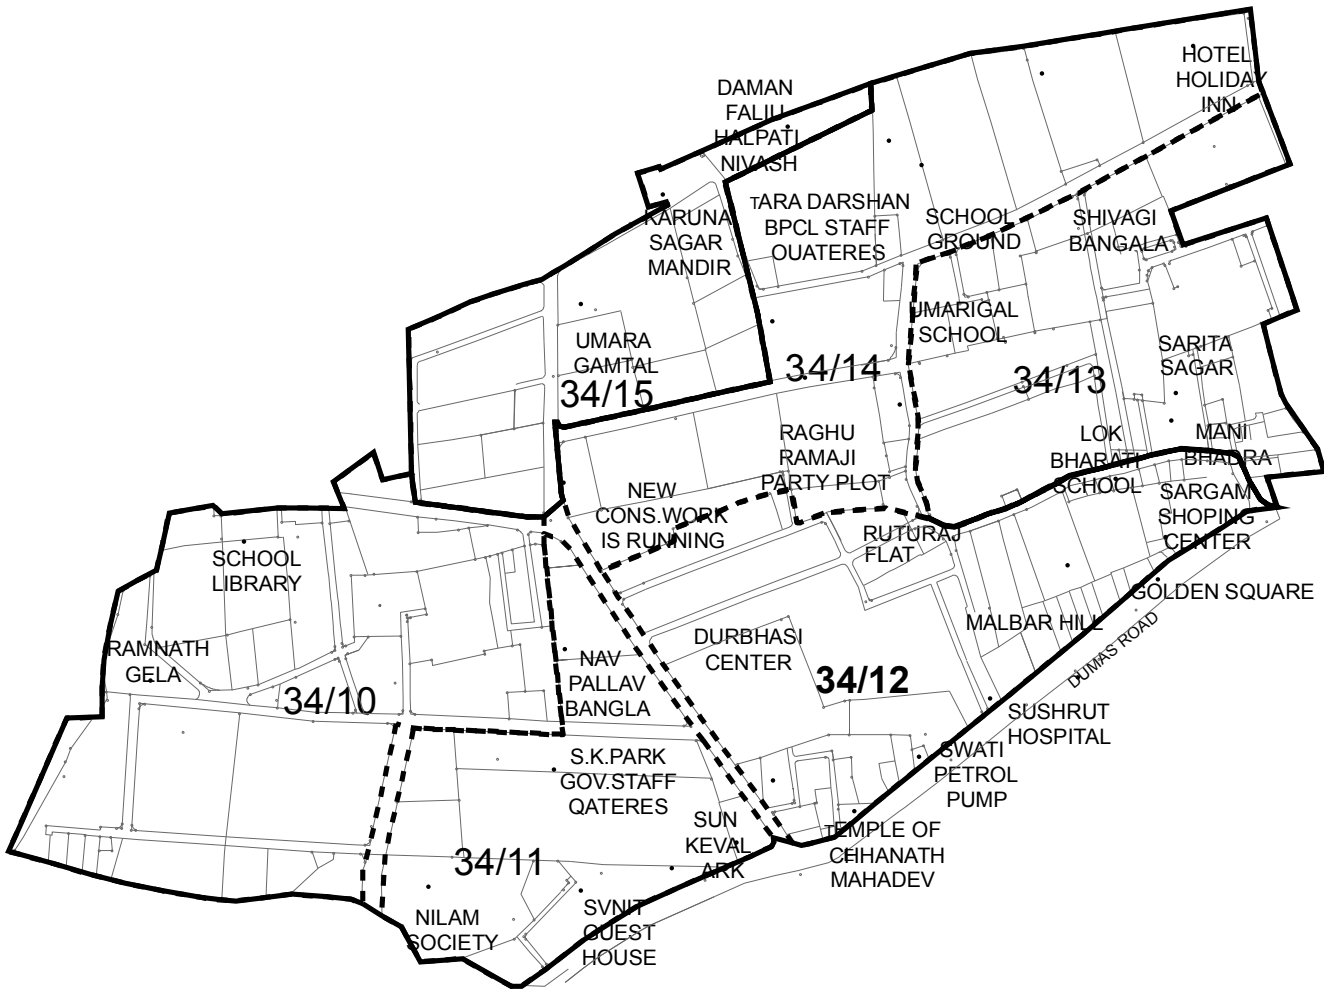 HOTEL
HOLIDAY
INN
DAMAN
FALIU
HALPATI
NIVASH
TARA DARSHAN
BPCL STAFF
OUATERES
KARUNA
SAGAR
MANDIR
SCHOOL
GROUND
SHIVAGI
BANGALA
UMARIGAL
SCHOOL
UMARA
GAMTAL
34/15
34/14
34/13
SARITA
SAGAR
RAGHU
RAMAJI
PARTY PLOT
LOK
BHARATI
SCHOOL
MANI
BHADRA
NEW
CONS.WORK
IS RUNNING
SARGAM
SHOPING
CENTER
RUTURAJ
FLAT
SCHOOL
LIBRARY
GOLDEN SQUARE
MALBAR HILL
DUMAS ROAD
RAMNATH
GELA
DURBHASI
CENTER
NAV
PALLAV
BANGLA
34/12
34/10
SUSHRUT
HOSPITAL
S.K.PARK
GOV.STAFF
QATERES
SWATI
PETROL
PUMP
SUN
KEVAL
ARK
TEMPLE OF
CHHANATH
MAHADEV
34/11
NILAM
SOCIETY
SVNIT
GUEST
HOUSE